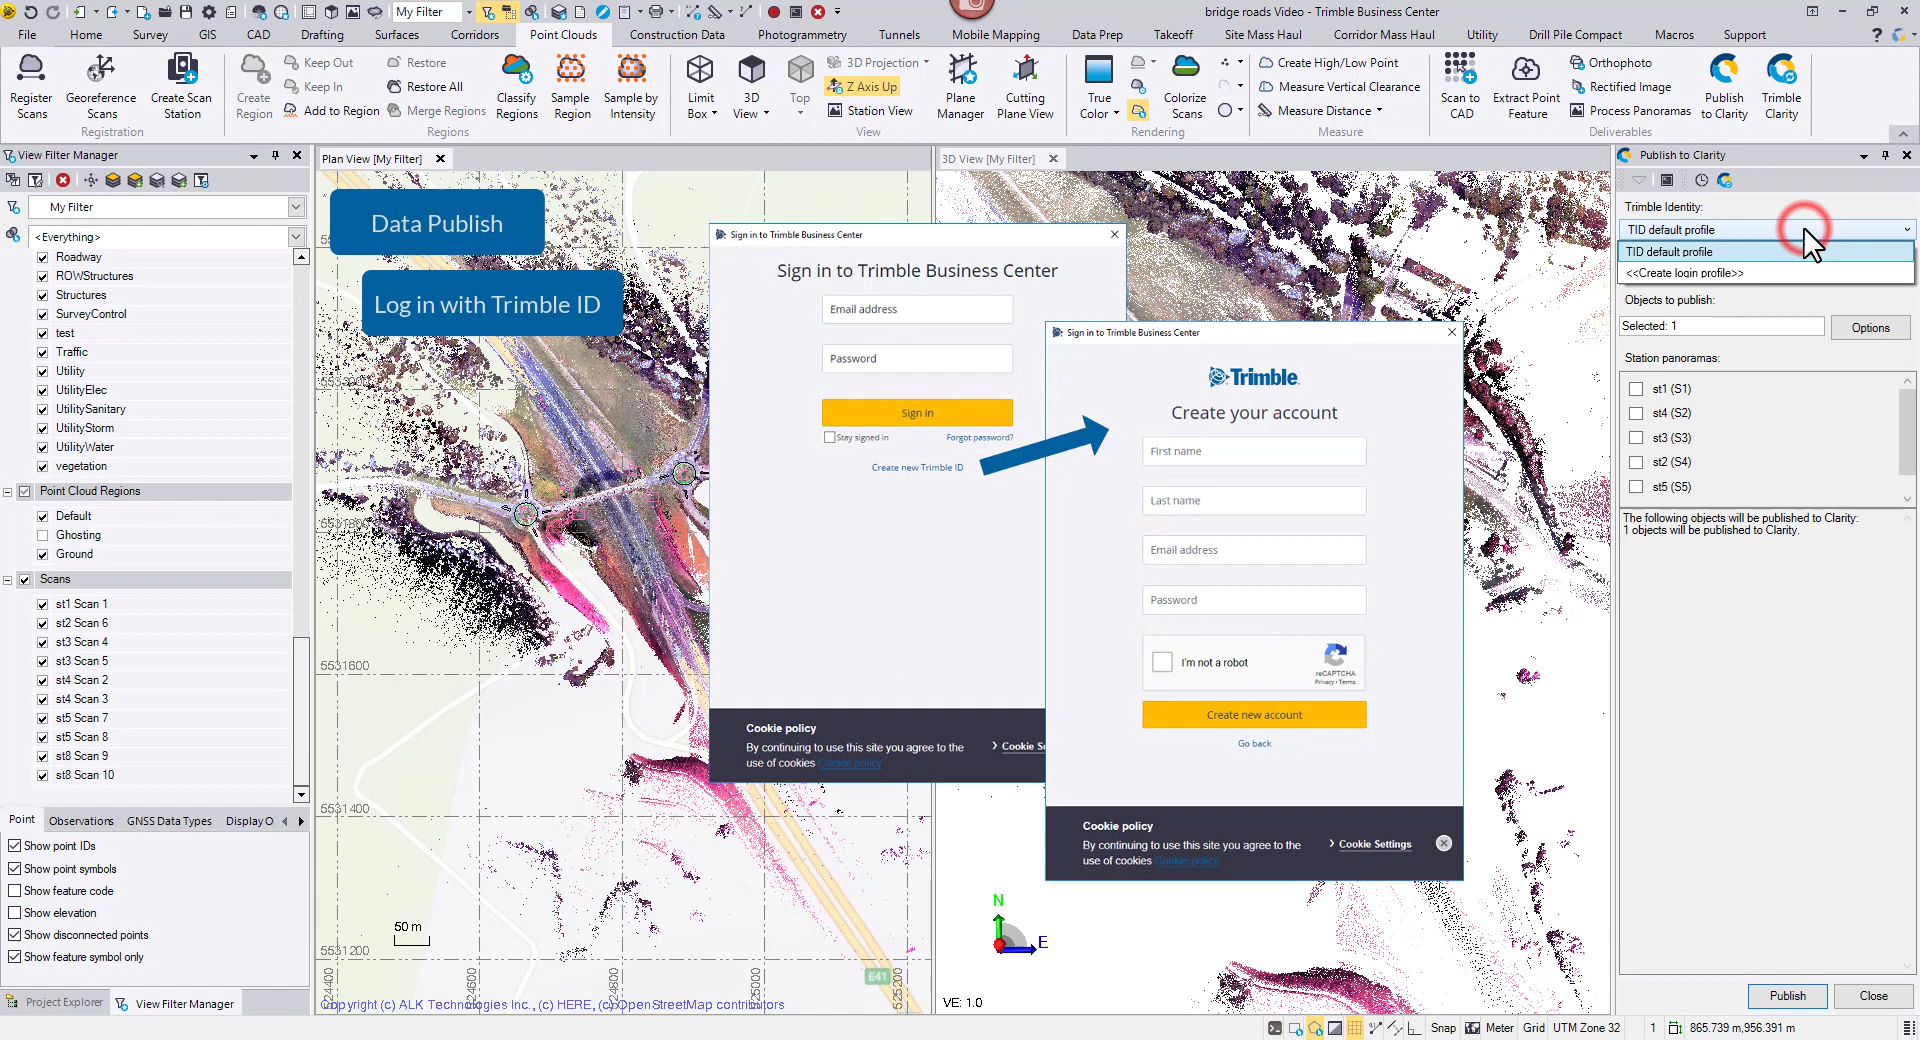 My Filter
bridge roads Video - Trimble Business Center
File Home Survey GIS CAD Drafting Surfaces Corridors Point Clouds Construction Data Photogrammetry Tunnels Mobile Mapping Data Prep Takeoff Site Mass Haul Corridor Mass Haul Utility Drill Pile Compact Macros Support
Register Scans
Georeference Scans
Create Scan Station
Registration
Create Region
Keep Out
Keep In
Add to Region
Restore
Restore All
Merge Regions
Classify Regions
Sample Region
Sample by Intensity
Regions
Limit Box
3D View
Top
3D Projection
Z Axis Up
Station View
Plane Manager
Cutting Plane View
View
True Color
Colorize Scans
Rendering
Create High/Low Point
Measure Vertical Clearance
Measure Distance
Measure
Scan to CAD
Extract Point Feature
Orthophoto
Rectified Image
Process Panoramas
Publish to Clarity
Trimble Clarity
Deliverables
View Filter Manager
My Filter
<Everything>
Roadway
ROWStructures
Structures
SurveyControl
test
Traffic
Utility
UtilityElec
UtilitySanitary
UtilityStorm
UtilityWater
vegetation
Point Cloud Regions
Default
Ghosting
Ground
Scans
st1 Scan 1
st2 Scan 6
st3 Scan 4
st3 Scan 5
st4 Scan 2
st4 Scan 3
st5 Scan 7
st5 Scan 8
st8 Scan 9
st8 Scan 10
Point Observations GNSS Data Types Display O
Show point IDs
Show point symbols
Show feature code
Show elevation
Show disconnected points
Show feature symbol only
Project Explorer View Filter Manager
Plan View [My Filter]
Data Publish
Log in with Trimble ID
5531600
5531400
5531200
50 m
E41
Copyright (c) ALK Technologies Inc., (c) HERE, (c) OpenStreetMap contributors
3D View [My Filter]
Sign in to Trimble Business Center
Sign in to Trimble Business Center
Email address
Password
Sign in
Stay signed in Forgot password?
Create new Trimble ID
Cookie policy
By continuing to use this site you agree to the
use of cookies Cookie policy
Sign in to Trimble Business Center
Trimble
Create your account
First name
Last name
Email address
Password
I'm not a robot
reCAPTCHA
Privacy - Terms
Create new account
Go back
Cookie policy
By continuing to use this site you agree to the
use of cookies Cookie policy
Cookie Settings
N
E
VE: 1.0
Publish to Clarity
Trimble Identity:
TID default profile
TID default profile
<<Create login profile>>
Objects to publish:
Selected: 1
Options
Station panoramas:
st1 (S1)
st4 (S2)
st3 (S3)
st2 (S4)
st5 (S5)
The following objects will be published to Clarity:
1 objects will be published to Clarity.
Publish Close
Snap Meter Grid UTM Zone 32 1 865.739 m,956.391 m